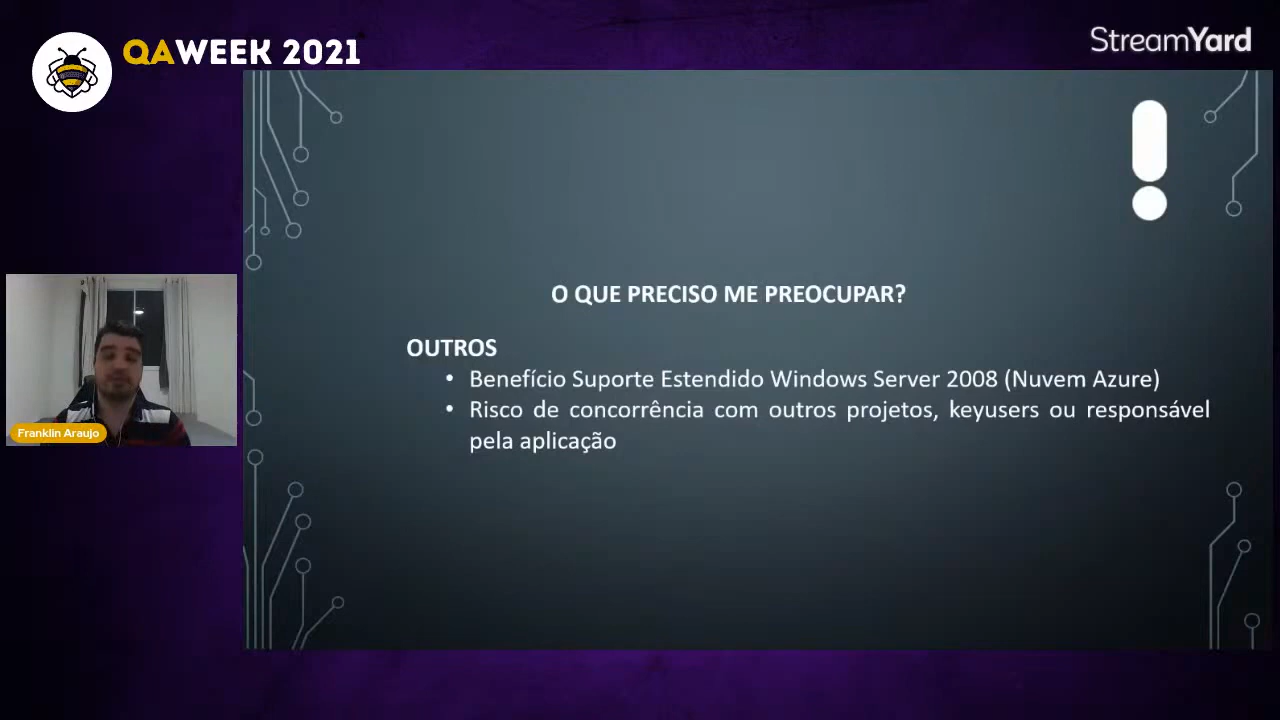 QAWEEK 2021
StreamYard
O QUE PRECISO ME PREOCUPAR?
OUTROS
• Benefício Suporte Estendido Windows Server 2008 (Nuvem Azure)
• Risco de concorrência com outros projetos, keyusers ou responsável
pela aplicação
Franklin Araujo